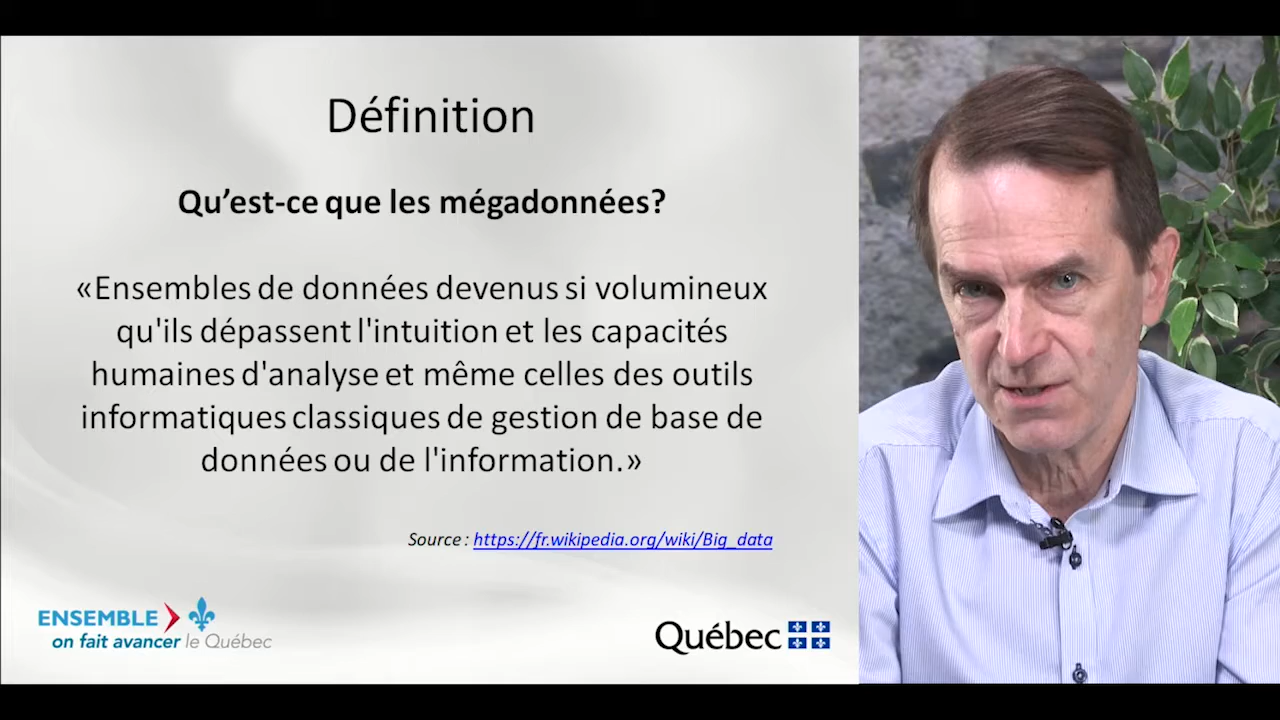 Définition
Qu'est-ce que les mégadonnées?
«Ensembles de données devenus si volumineux
qu'ils dépassent l'intuition et les capacités
humaines d'analyse et même celles des outils
informatiques classiques de gestion de base de
données ou de l'information.»
Source : https://fr.wikipedia.org/wiki/Big_data
ENSEMBLE
on fait avancer le Québec
Québec